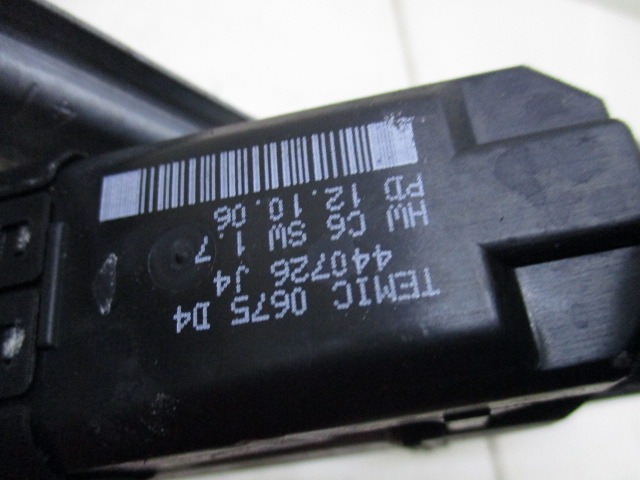 TEMIC 0675 D4
440726 J4
HW C6 SW 1.7
PD 12.10.06